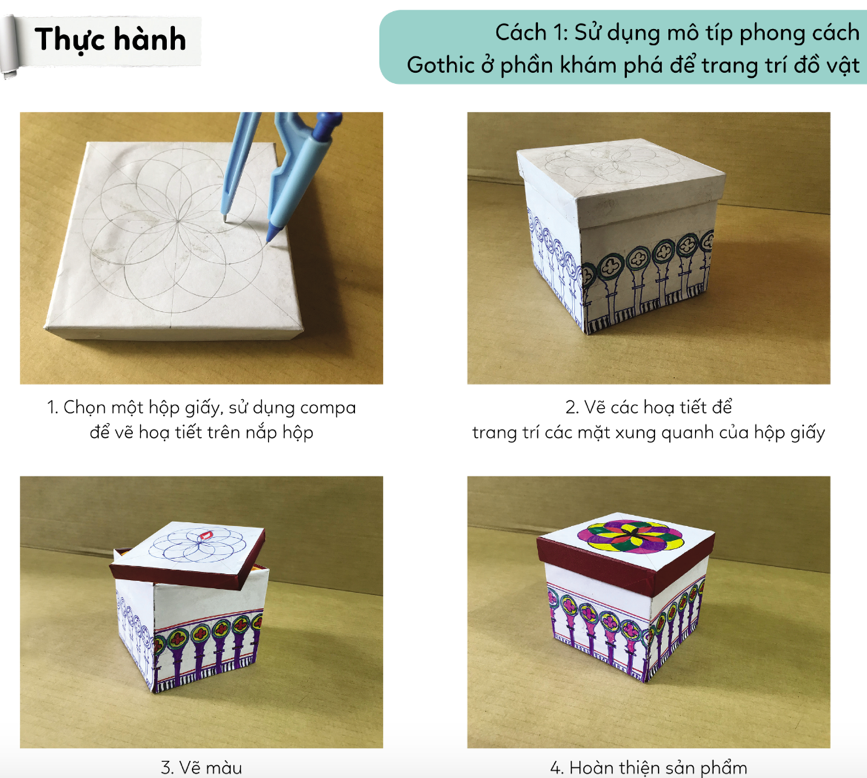 Thực hành
Cách 1: Sử dụng mô típ phong cách
Gothic ở phần khám phá để trang trí đồ vật
1. Chọn một hộp giấy, sử dụng compa
để vẽ hoạ tiết trên nắp hộp
2. Vẽ các hoạ tiết để
trang trí các mặt xung quanh của hộp giấy
3. Vẽ màu
4. Hoàn thiện sản phẩm